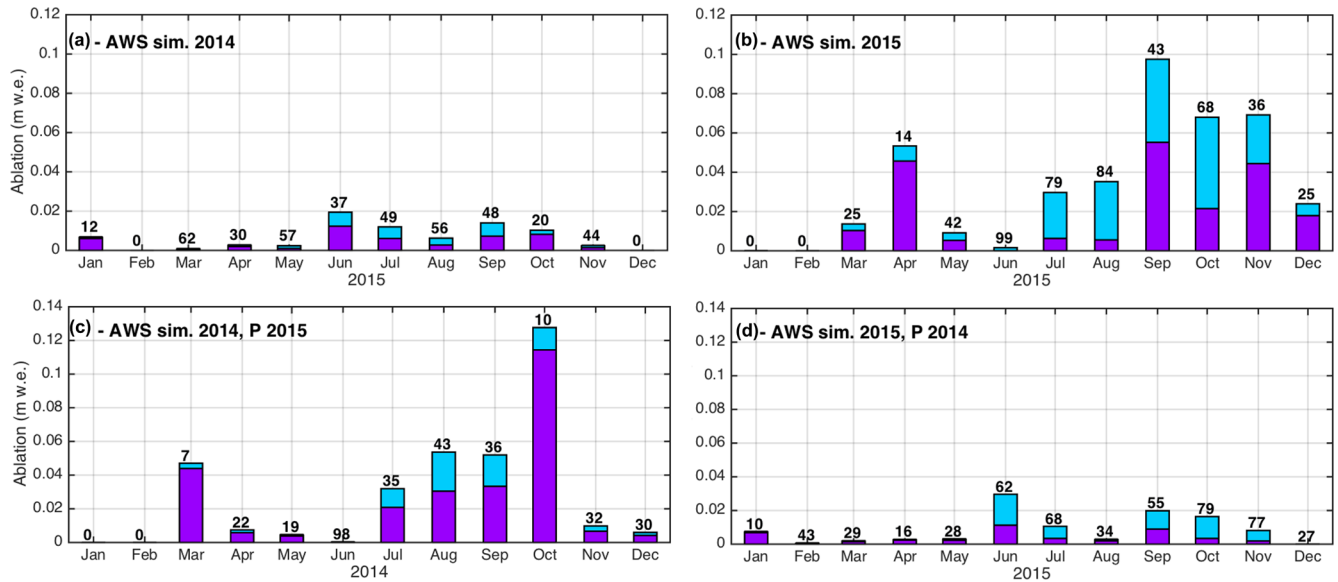 (a) - AWS sim. 2014
0.12
0.1
0.08
0.06
0.04
0.02
0
Ablation (m w.e.)
12 0 62 30 57 37 49 56 48 20 44 0
Jan Feb Mar Apr May Jun Jul Aug Sep Oct Nov Dec
2015
(b) - AWS sim. 2015
0.12
0.1
0.08
0.06
0.04
0.02
0
0 0 25 14 42 99 79 84 43 68 36 25
Jan Feb Mar Apr May Jun Jul Aug Sep Oct Nov Dec
2015
0.14
(c) - AWS sim. 2014, P 2015
0.12
0.1
0.08
0.06
0.04
0.02
0
Ablation (m w.e.)
0 0 7 22 19 98 35 43 36 10 32 30
Jan Feb Mar Apr May Jun Jul Aug Sep Oct Nov Dec
2014
0.14
(d) - AWS sim. 2015, P 2014
0.12
0.1
0.08
0.06
0.04
0.02
0
10 43 29 16 28 62 68 34 55 79 77 27
Jan Feb Mar Apr May Jun Jul Aug Sep Oct Nov Dec
2015